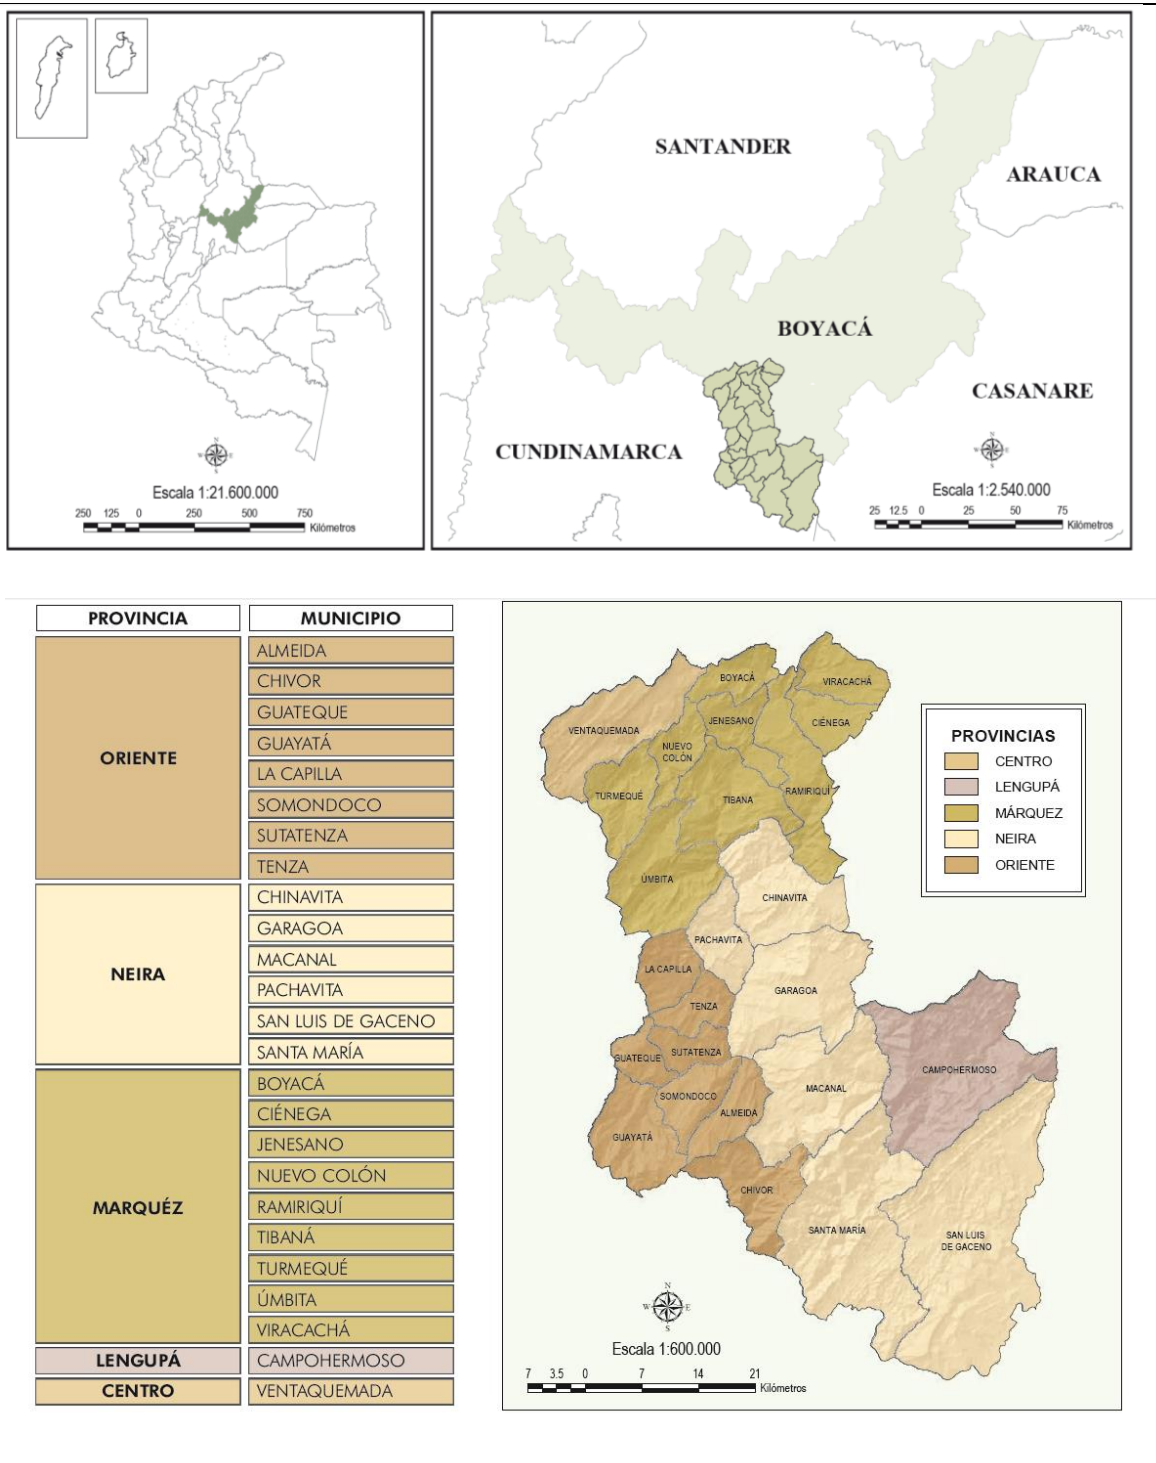 SANTANDER
ARAUCA
BOYACÁ
CASANARE
CUNDINAMARCA
N
W E
S
Escala 1:21.600.000
250 125 0 250 500 750
Kilómetros
N
W E
S
Escala 1:2.540.000
25 12.5 0 25 50 75
Kilómetros
PROVINCIA MUNICIPIO
ORIENTE
ALMEIDA
CHIVOR
GUATEQUE
GUAYATÁ
LA CAPILLA
SOMONDOCO
SUTATENZA
TENZA
NEIRA
CHINAVITA
GARAGOA
MACANAL
PACHAVITA
SAN LUIS DE GACENO
SANTA MARÍA
MARQUÉZ
BOYACÁ
CIÉNEGA
JENESANO
NUEVO COLÓN
RAMIRIQUÍ
TIBANÁ
TURMEQUÉ
ÚMBITA
VIRACACHÁ
LENGUPÁ CAMPOHERMOSO
CENTRO VENTAQUEMADA
BOYACÁ
VIRACACHÁ
VENTAQUEMADA
JENESANO
CIÉNEGA
NUEVO
COLÓN
TURMEQUÉ
TIBANA
RAMIRIQUÍ
ÚMBITA
CHINAVITA
PACHAVITA
LA CAPILLA
GARAGOA
TENZA
GUATEQUE
SUTATENZA
CAMPOHERMOSO
SOMONDOCO
MACANAL
ALMEIDA
GUAYATÁ
CHIVOR
SANTA MARÍA
SAN LUIS
DE GACENO
PROVINCIAS
CENTRO
LENGUPÁ
MÁRQUEZ
NEIRA
ORIENTE
N
W E
S
Escala 1:600.000
7 3.5 0 7 14 21
Kilómetros